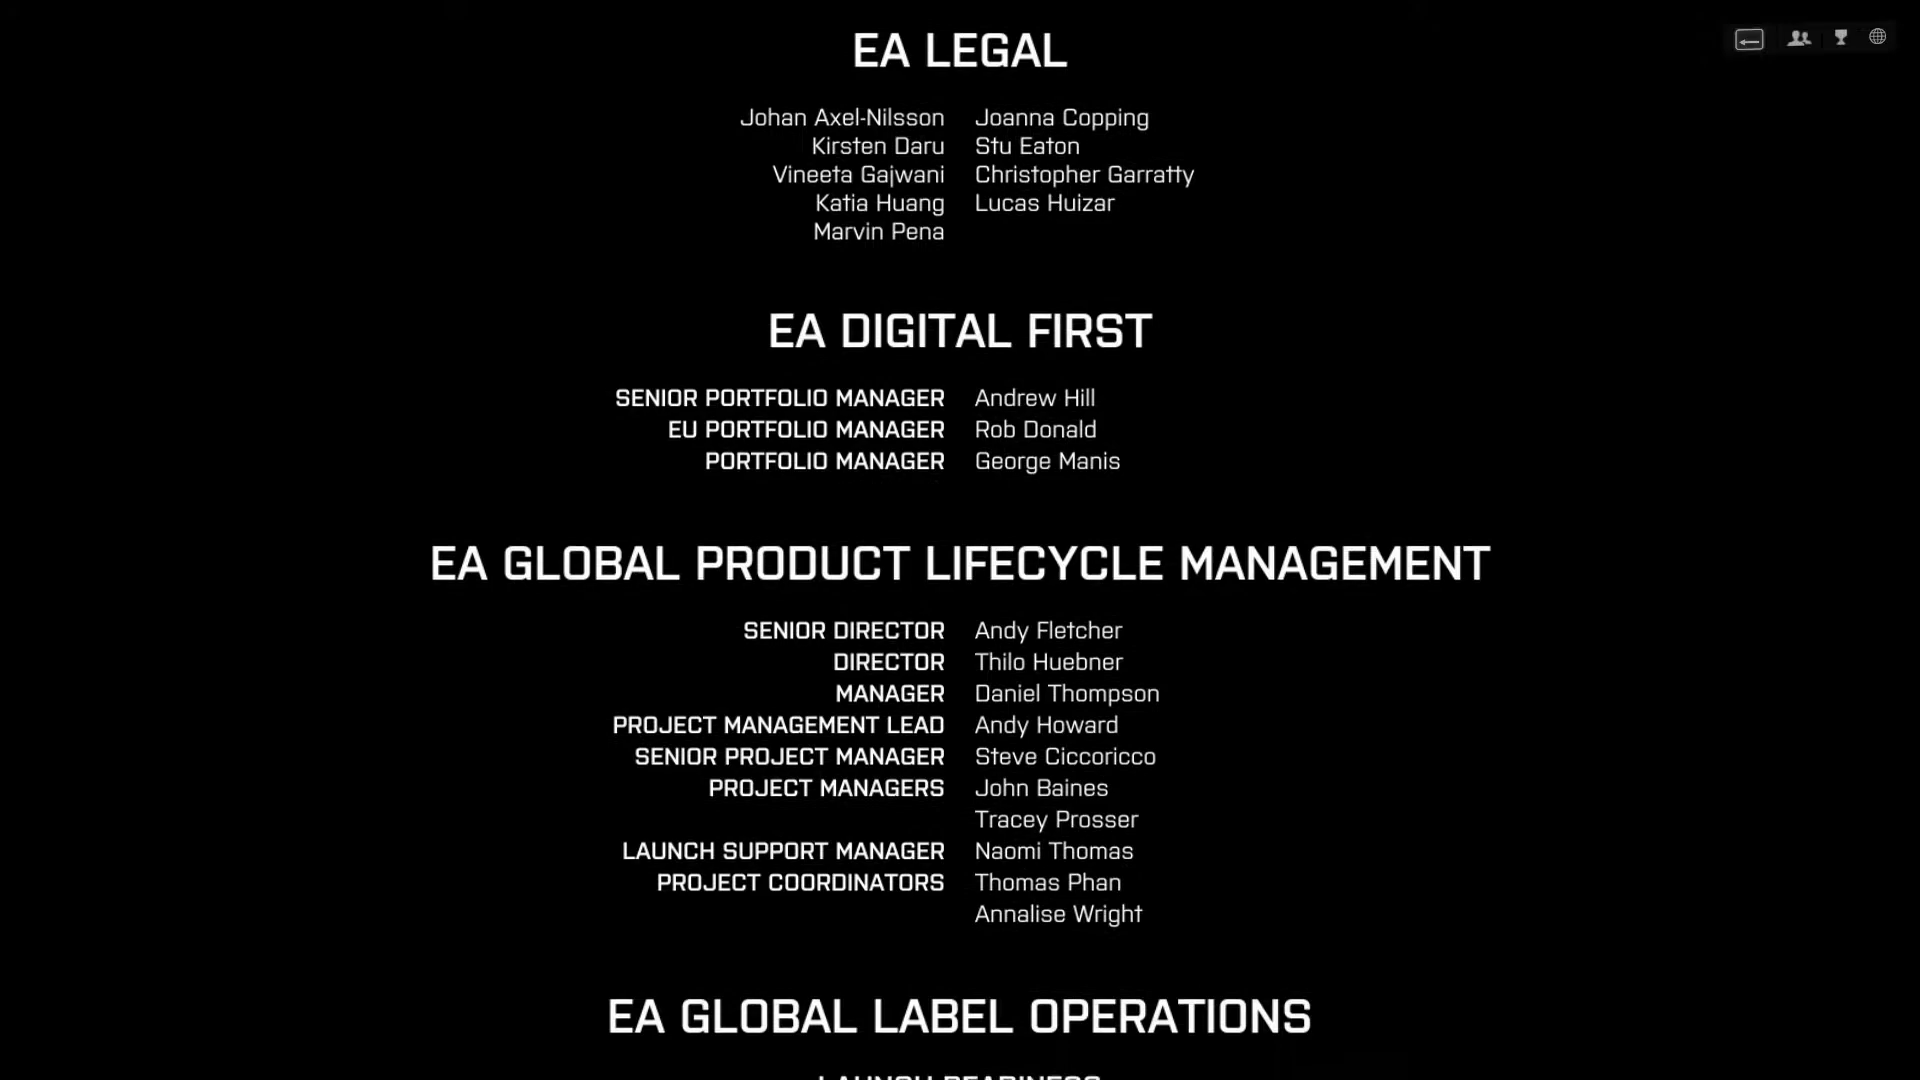 EA LEGAL
Johan Axel-Nilsson Joanna Copping
Kirsten Daru Stu Eaton
Vineeta Gajwani Christopher Garratty
Katia Huang Lucas Huizar
Marvin Pena
EA DIGITAL FIRST
SENIOR PORTFOLIO MANAGER Andrew Hill
EU PORTFOLIO MANAGER Rob Donald
PORTFOLIO MANAGER George Manis
EA GLOBAL PRODUCT LIFECYCLE MANAGEMENT
SENIOR DIRECTOR Andy Fletcher
DIRECTOR Thilo Huebner
MANAGER Daniel Thompson
PROJECT MANAGEMENT LEAD Andy Howard
SENIOR PROJECT MANAGER Steve Ciccoricco
PROJECT MANAGERS John Baines
Tracey Prosser
LAUNCH SUPPORT MANAGER Naomi Thomas
PROJECT COORDINATORS Thomas Phan
Annalise Wright
EA GLOBAL LABEL OPERATIONS
LAUNCH READINESS